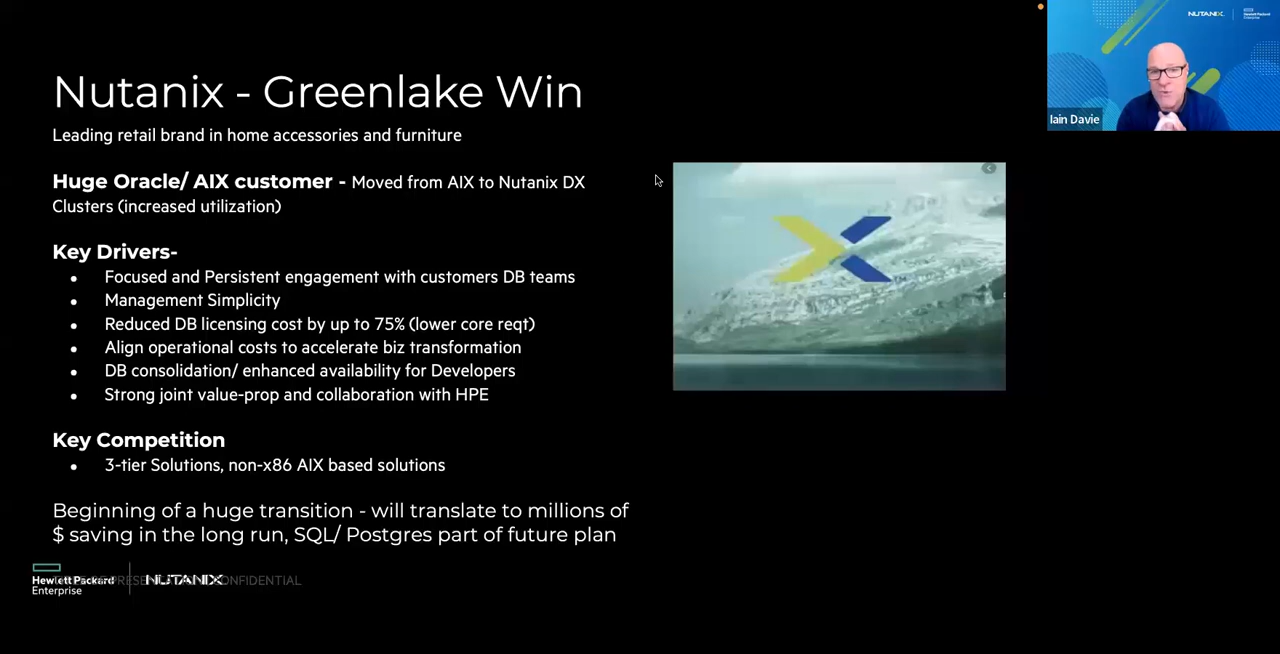 Nutanix - Greenlake Win
Leading retail brand in home accessories and furniture
Huge Oracle/ AIX customer - Moved from AIX to Nutanix DX
Clusters (increased utilization)
Key Drivers-
• Focused and Persistent engagement with customers DB teams
• Management Simplicity
• Reduced DB licensing cost by up to 75% (lower core reqt)
• Align operational costs to accelerate biz transformation
• DB consolidation/ enhanced availability for Developers
• Strong joint value-prop and collaboration with HPE
Key Competition
• 3-tier Solutions, non-x86 AIX based solutions
Beginning of a huge transition - will translate to millions of
$ saving in the long run, SQL/ Postgres part of future plan
Hewlett Packard
Enterprise
NUTANIX
CONFIDENTIAL
NUTANIX
Hewlett Packard
Enterprise
Iain Davie